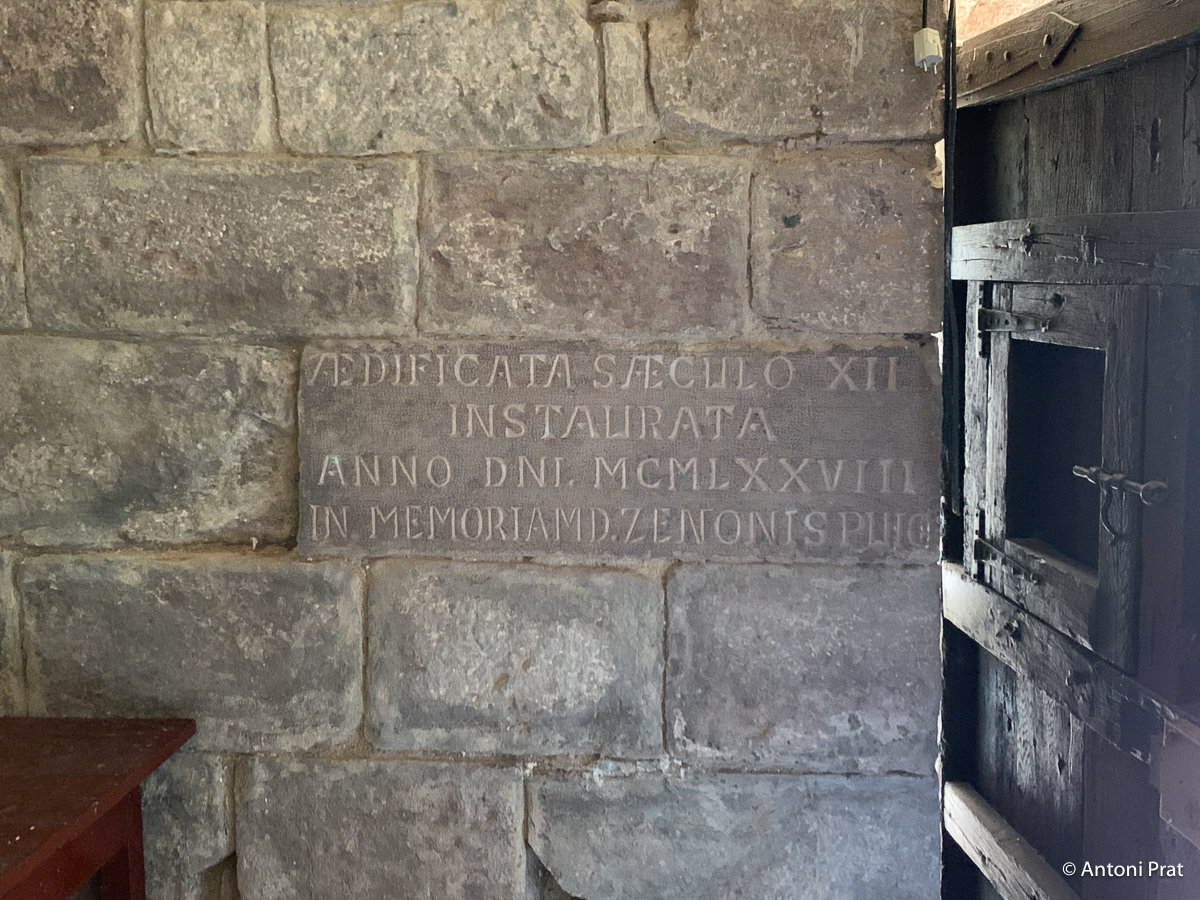 ÆDIFICATA SÆCULO XII
INSTAURATA
ANNO DNI. MCMLXXVIII
IN. MEMORIAM D. ZENONIS PUIG
© Antoni Prat